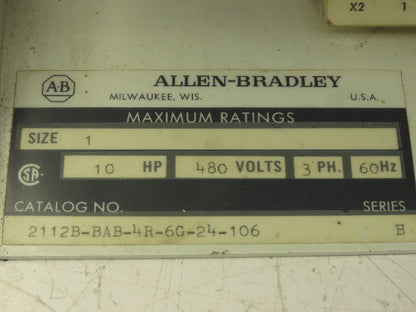 X2 1
A-B ALLEN-BRADLEY
MILWAUKEE, WIS. U.S.A.
MAXIMUM RATINGS
SIZE 1
SA 10 HP 480 VOLTS 3 PH. 60Hz
CATALOG NO. SERIES
2112B-BAB-4R-6G-24-106